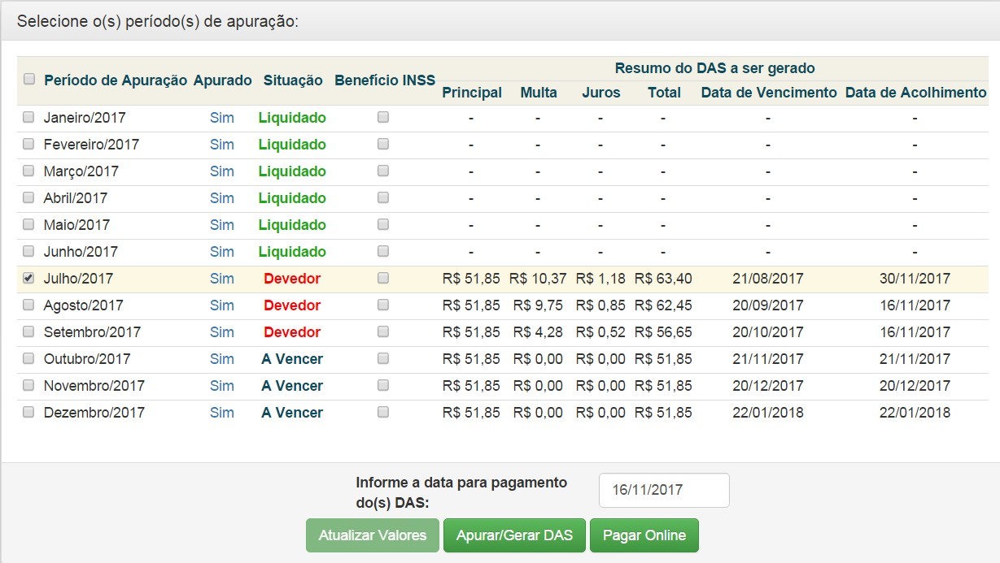 Selecione o(s) período(s) de apuração:
Resumo do DAS a ser gerado
Período de Apuração Apurado Situação Benefício INSS
Principal Multa Juros Total Data de Vencimento Data de Acolhimento
Janeiro/2017 Sim Liquidado - - - - - -
Fevereiro/2017 Sim Liquidado - - - - - -
Março/2017 Sim Liquidado - - - - - -
Abril/2017 Sim Liquidado - - - - - -
Maio/2017 Sim Liquidado - - - - - -
Junho/2017 Sim Liquidado - - - - - -
Julho/2017 Sim Devedor R$ 51,85 R$ 10,37 R$ 1,18 R$ 63,40 21/08/2017 30/11/2017
Agosto/2017 Sim Devedor R$ 51,85 R$ 9,75 R$ 0,85 R$ 62,45 20/09/2017 16/11/2017
Setembro/2017 Sim Devedor R$ 51,85 R$ 4,28 R$ 0,52 R$ 56,65 20/10/2017 16/11/2017
Outubro/2017 Sim A Vencer R$ 51,85 R$ 0,00 R$ 0,00 R$ 51,85 21/11/2017 21/11/2017
Novembro/2017 Sim A Vencer R$ 51,85 R$ 0,00 R$ 0,00 R$ 51,85 20/12/2017 20/12/2017
Dezembro/2017 Sim A Vencer R$ 51,85 R$ 0,00 R$ 0,00 R$ 51,85 22/01/2018 22/01/2018
Informe a data para pagamento
do(s) DAS:
16/11/2017
Atualizar Valores Apurar/Gerar DAS Pagar Online